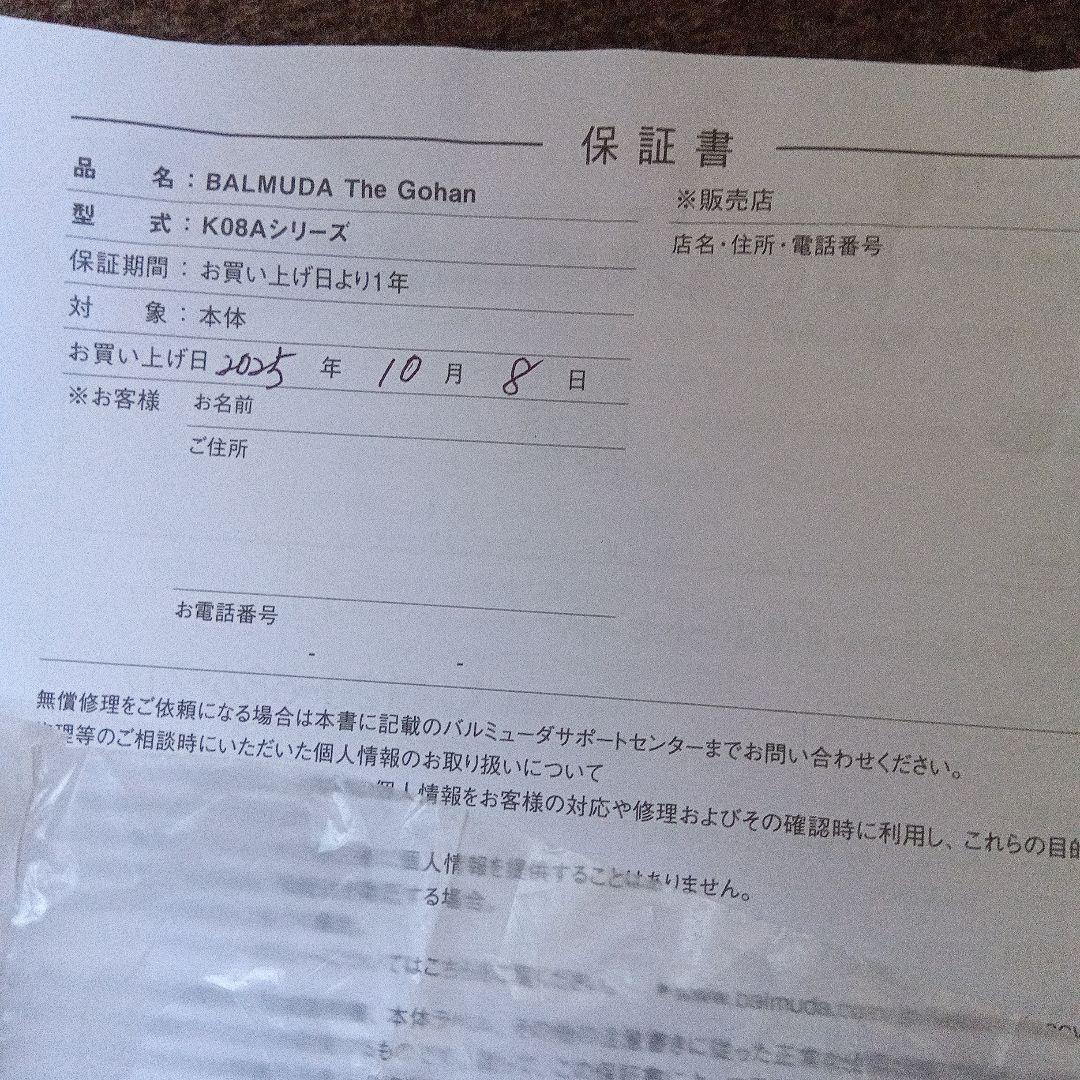 保証書
品名：BALMUDA The Gohan
型式：K08Aシリーズ
保証期間：お買い上げ日より1年
対象：本体
お買い上げ日 2025 年 10 月 8 日
※お客様 お名前
ご住所
お電話番号
- -
※販売店
店名・住所・電話番号
無償修理をご依頼になる場合は本書に記載のバルミューダサポートセンターまでお問い合わせください。
理等のご相談時にいただいた個人情報のお取り扱いについて
個人情報をお客様の対応や修理およびその確認時に利用し、これらの目的
人情報を提供することはありません。
する場合。